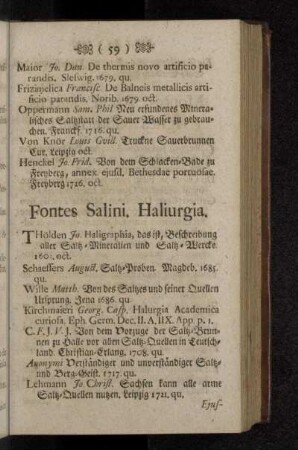 ( 59 )
Maior Jo. Dan. De thermis novo artificio pa-
randis, Slefwig. 1679. qu.
Frizinjelica Francisc. De Balneis metallicis arti-
ficio parandis, Norib. 1679. oct.
Oppermann Sam. Phil Neu erfundenes Minera-
lisches Saltzstatt der Sauer Wasser zu gebrau-
chen. Franckf. 1716. qu.
Von Knör Louis Guill. Truckne Sauerbrunnen
Cur, Leipzig oct.
Henckel Jo. Frid. Von dem Schlacken-Bade zu
Freyberg, annex. ejusd. Bethesdae portuosae.
Freyberg 1726. oct.
Fontes Salini, Haliurgia,
THölden Jo. Haligraphia, das ist, Beschreibung
aller Saltz-Mineralien und Saltz-Wercke
1603. oct.
Schaeffers August, Saltz-Proben Magdeb. 1685.
qu.
Wille Matth. Von des Saltzes und seiner Quellen
Ursprung, Jena 1686. qu.
Kirchmaieri Georg. Casp. Halurgia Academica
curiosa. Eph. Germ. Dec. II. A. IIX. App. p. 1.
C. F. J. V. J. Von dem Vorzuge der Saltz-Brun-
nen zu Halle vor allen Saltz-Quellen in Teutsch-
land. Christian-Erlang. 1708. qu.
Anonymi Verständiger und unverständiger Saltz-
und Berg-Geist. 1717. qu.
Lehmann Jo Christ. Sachsen kann alle arme
Saltz-Quellen nutzen, Leipzig 1721. qu.
Ejus-